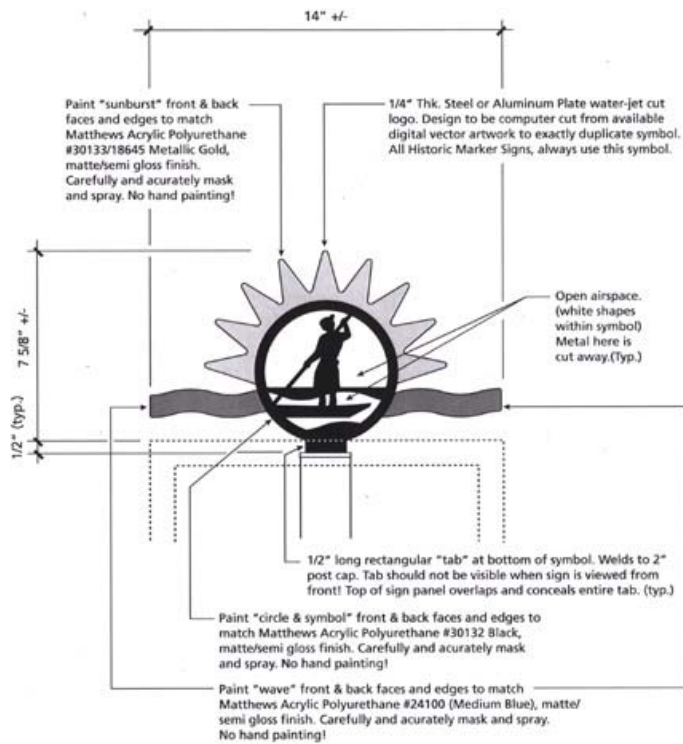 14" +/-
Paint "sunburst" front & back
faces and edges to match
Matthews Acrylic Polyurethane
#30133/18645 Metallic Gold,
matte/semi gloss finish.
Carefully and acurately mask
and spray. No hand painting!
1/4" Thk. Steel or Aluminum Plate water-jet cut
logo. Design to be computer cut from available
digital vector artwork to exactly duplicate symbol.
All Historic Marker Signs, always use this symbol.
7 5/8" +/-
Open airspace.
(white shapes
within symbol)
Metal here is
cut away.(Typ.)
1/2" (typ.)
1/2" long rectangular "tab" at bottom of symbol. Welds to 2"
post cap. Tab should not be visible when sign is viewed from
front! Top of sign panel overlaps and conceals entire tab. (typ.)
Paint "circle & symbol" front & back faces and edges to
match Matthews Acrylic Polyurethane #30132 Black,
matte/semi gloss finish. Carefully and acurately mask
and spray. No hand painting!
Paint "wave" front & back faces and edges to match
Matthews Acrylic Polyurethane #24100 (Medium Blue), matte/
semi gloss finish. Carefully and acurately mask and spray.
No hand painting!